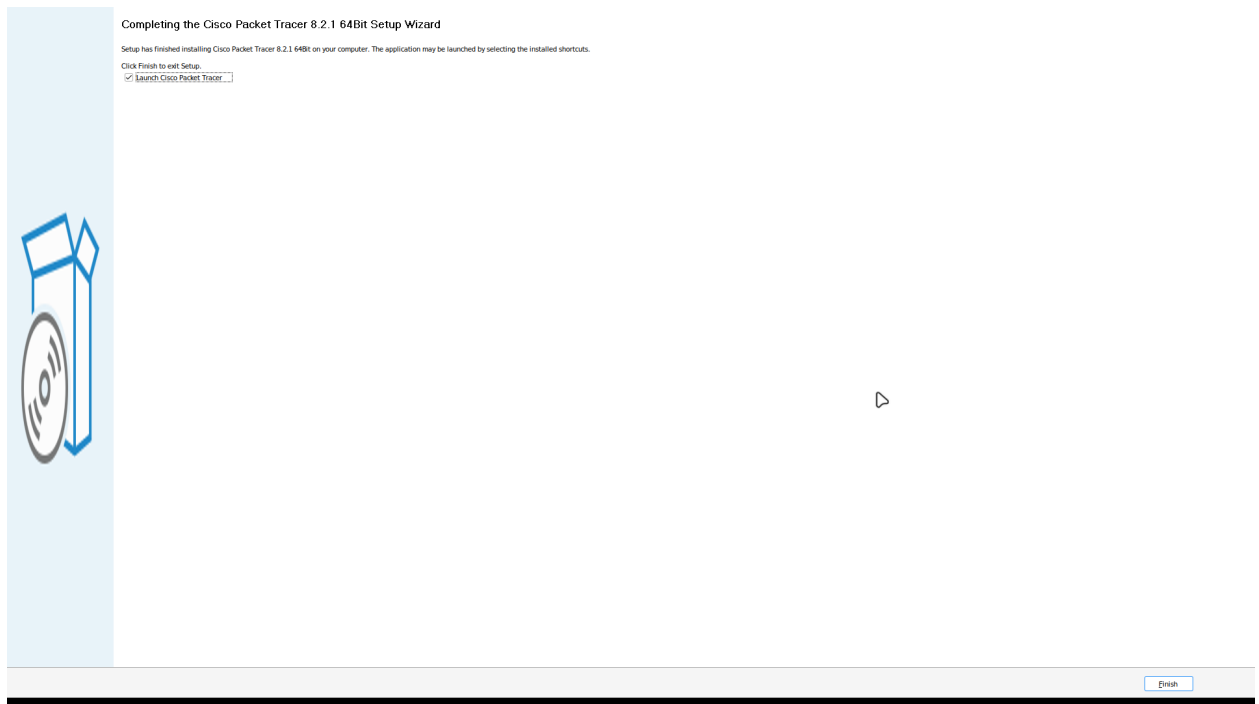 Completing the Cisco Packet Tracer 8.2.1 64Bit Setup Wizard
Setup has finished installing Cisco Packet Tracer 8.2.1 64Bit on your computer. The application may be launched by selecting the installed shortcuts.
Click Finish to exit Setup.
Launch Cisco Packet Tracer
Finish